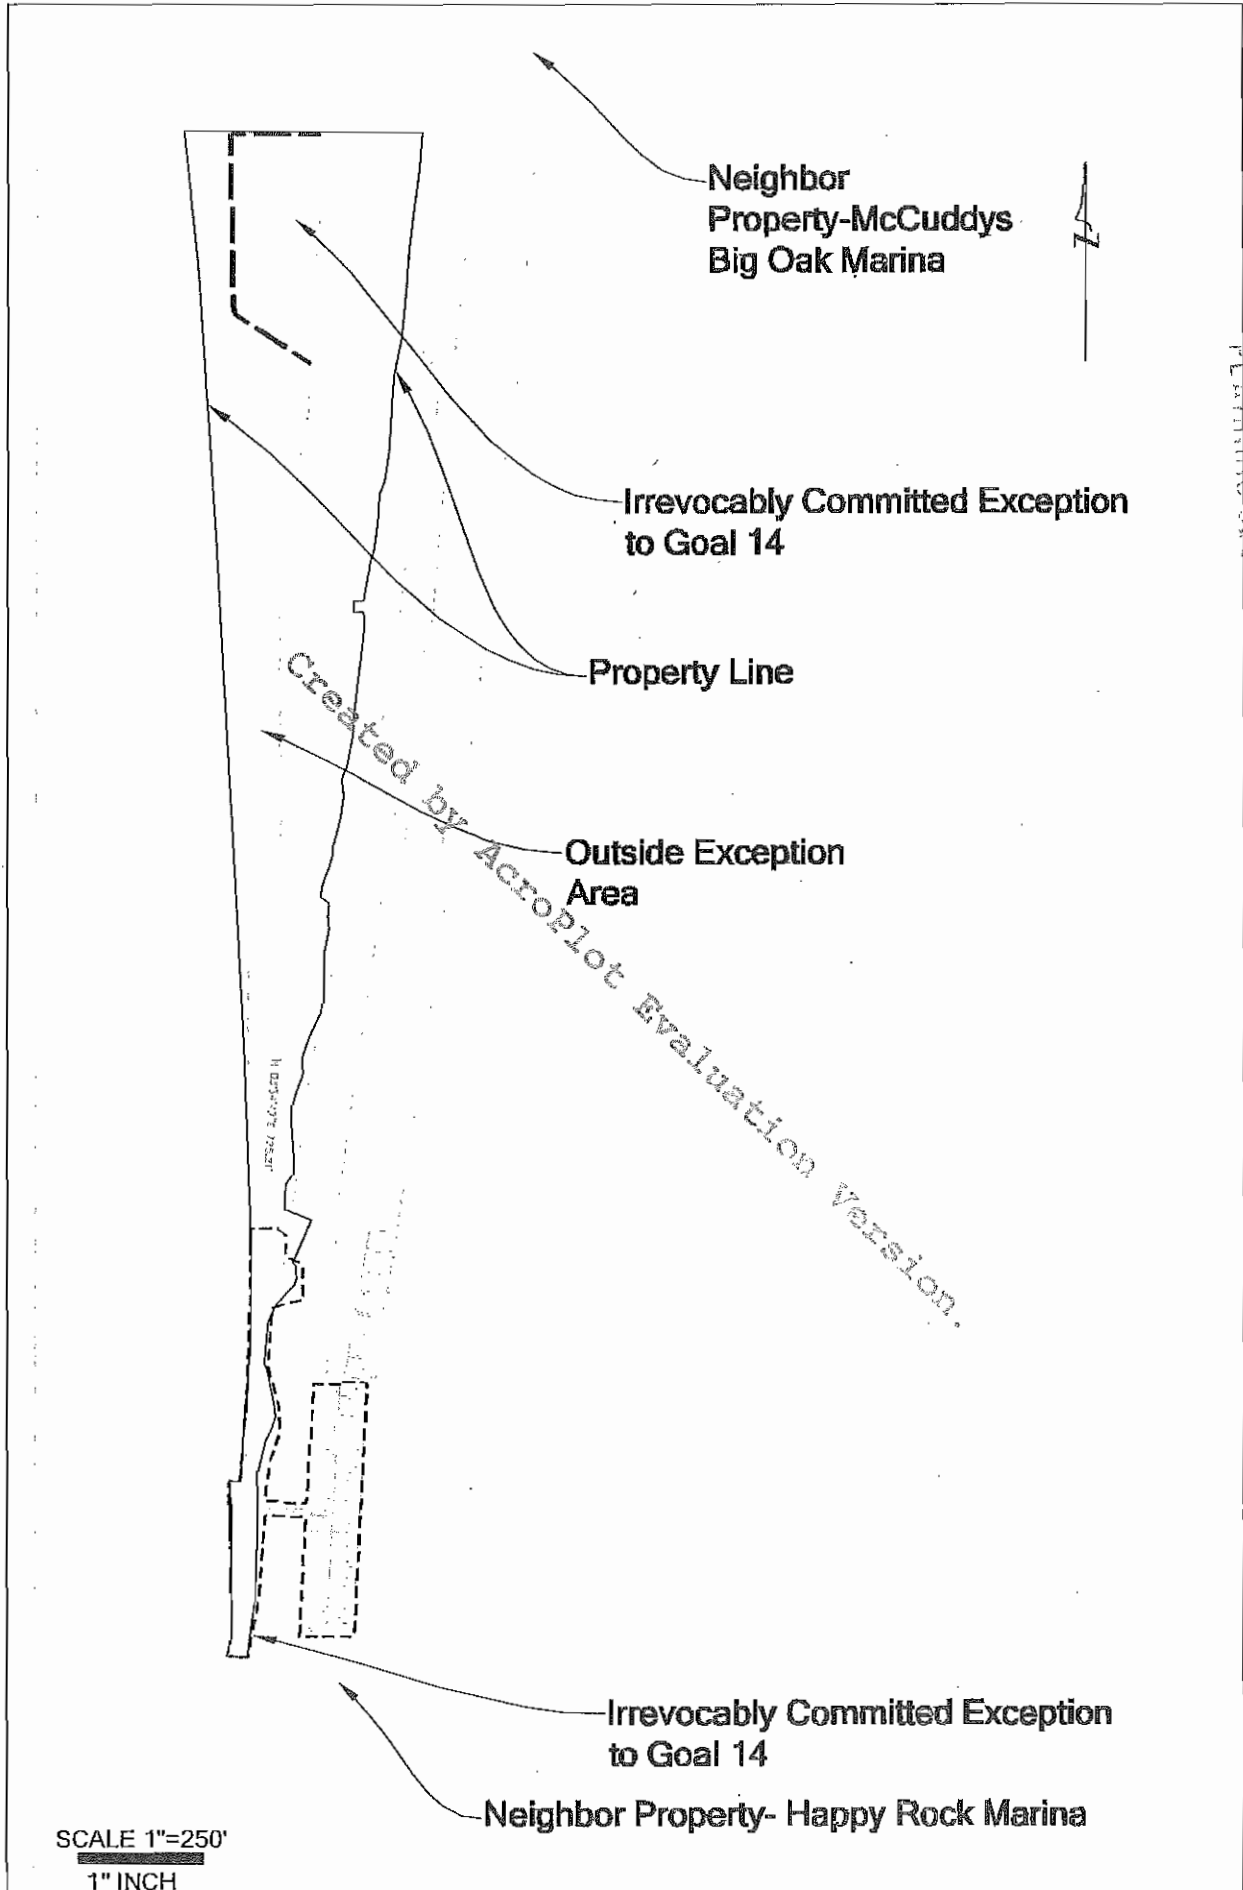 Neighbor
Property-McCuddys
Big Oak Marina
Irrevocably Committed Exception
to Goal 14
Property Line
Created by AcroPlot Evaluation Version.
Outside Exception
Area
Irrevocably Committed Exception
to Goal 14
Neighbor Property- Happy Rock Marina
SCALE 1"=250'
1" INCH